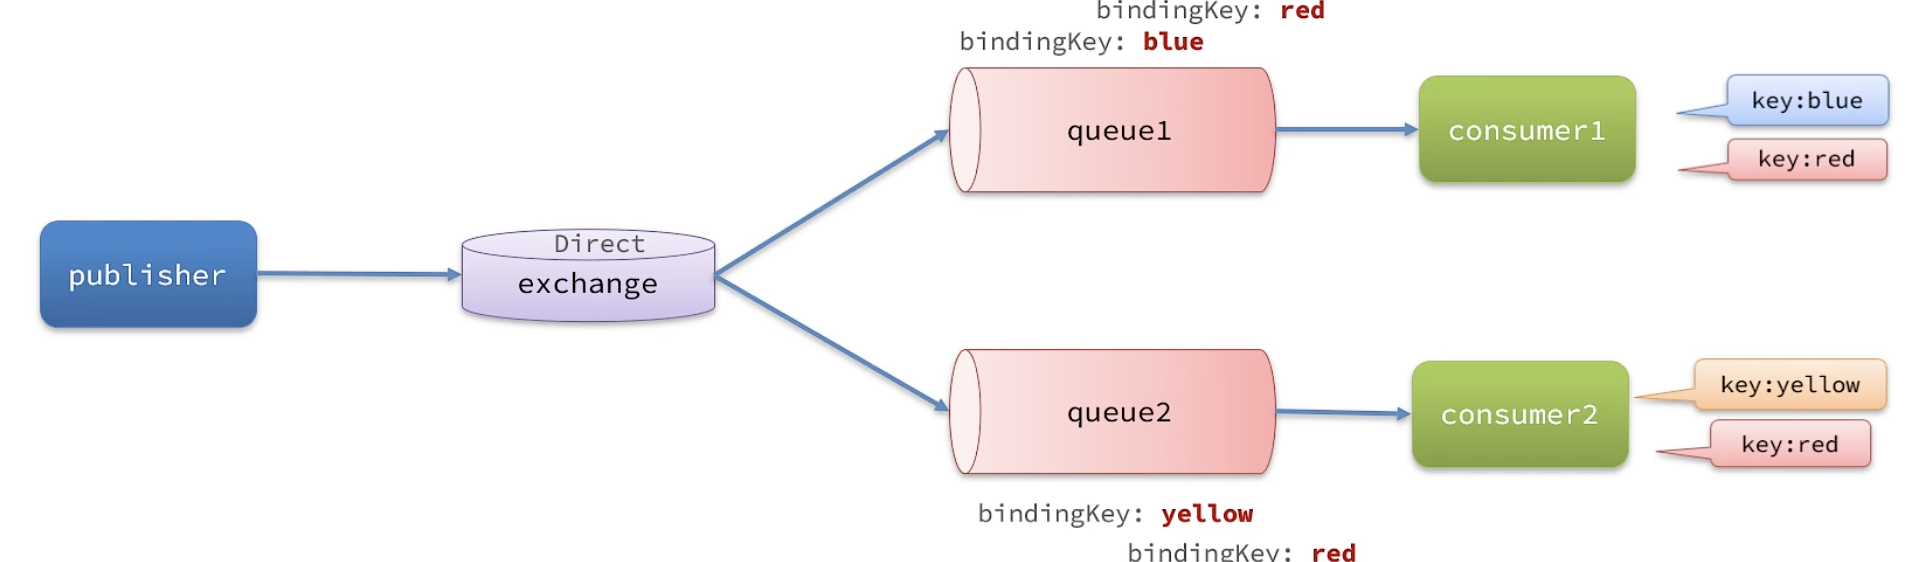 bindingKey: red
bindingKey: blue
queue1
consumer1
key:blue
key:red
publisher
Direct
exchange
queue2
consumer2
key:yellow
key:red
bindingKey: yellow
bindingKey: red